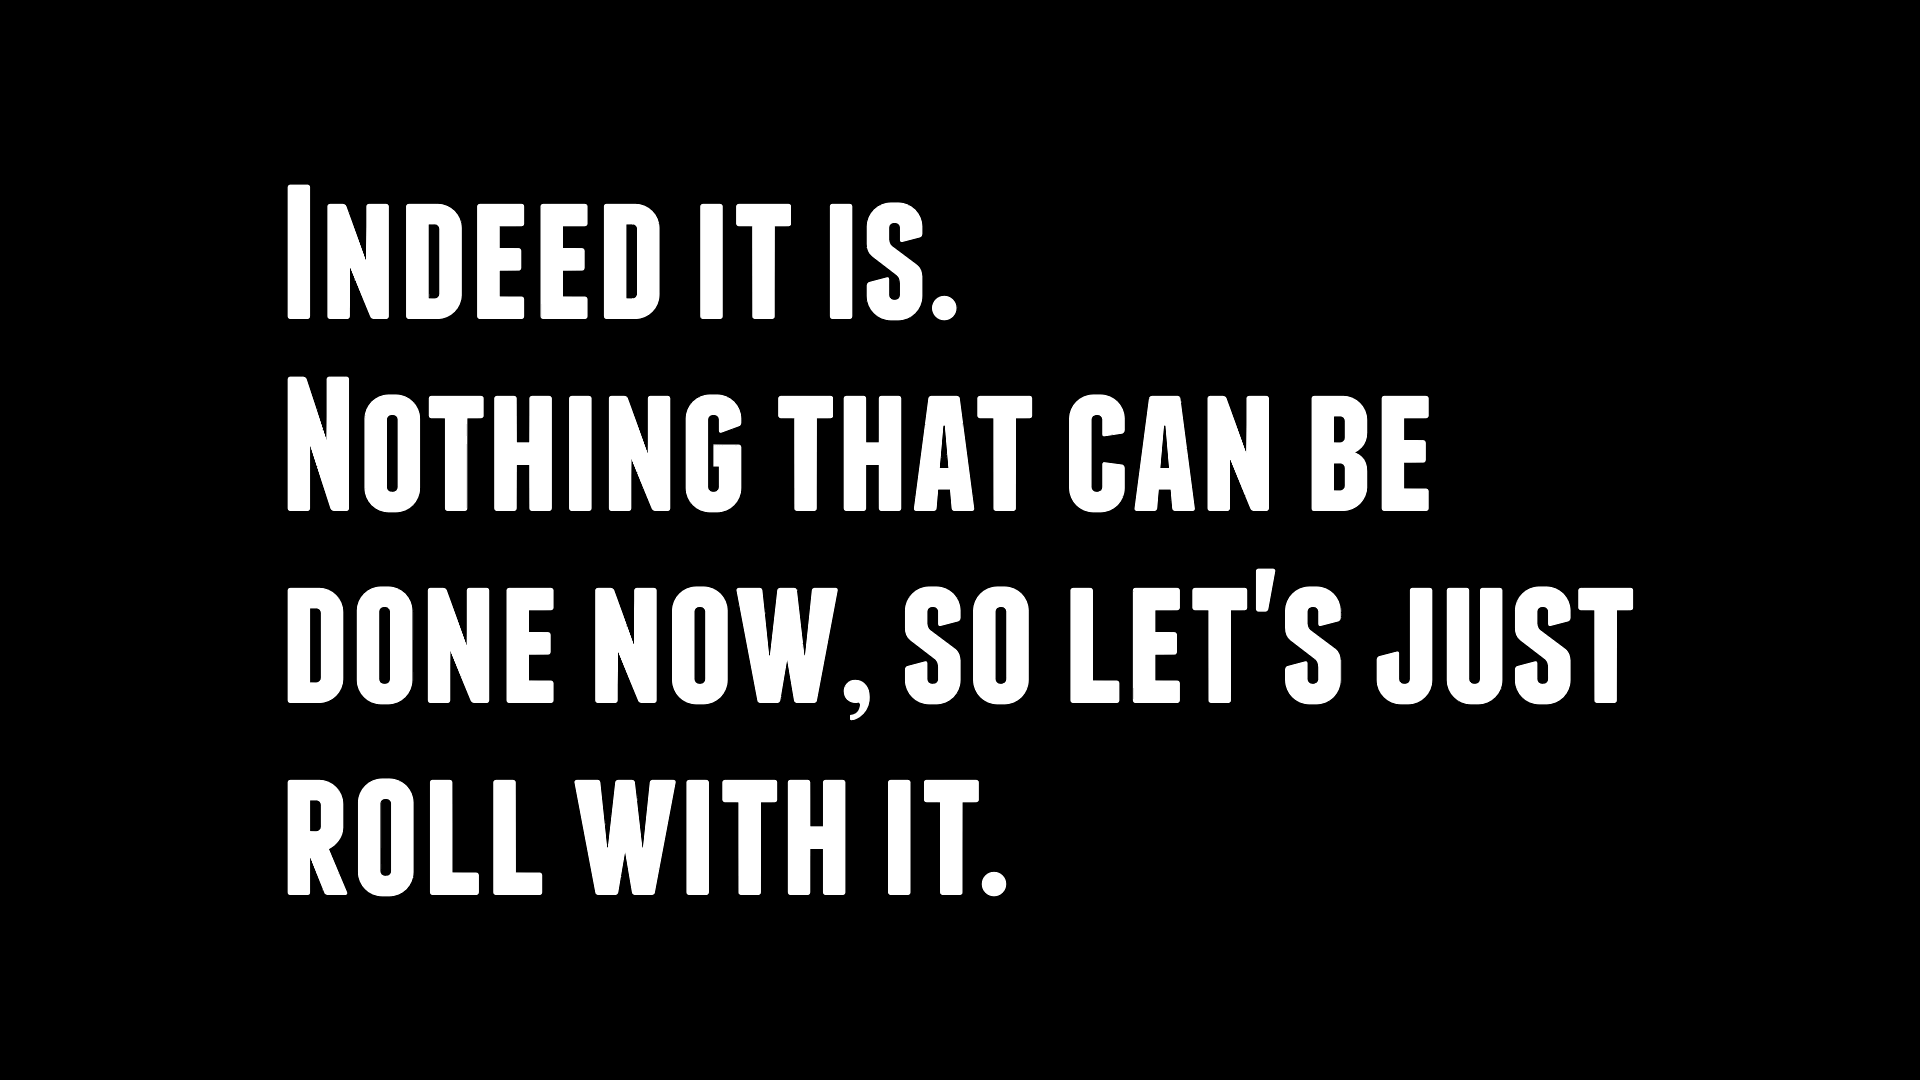 Indeed it is.
Nothing that can be
done now, so let's just
roll with it.